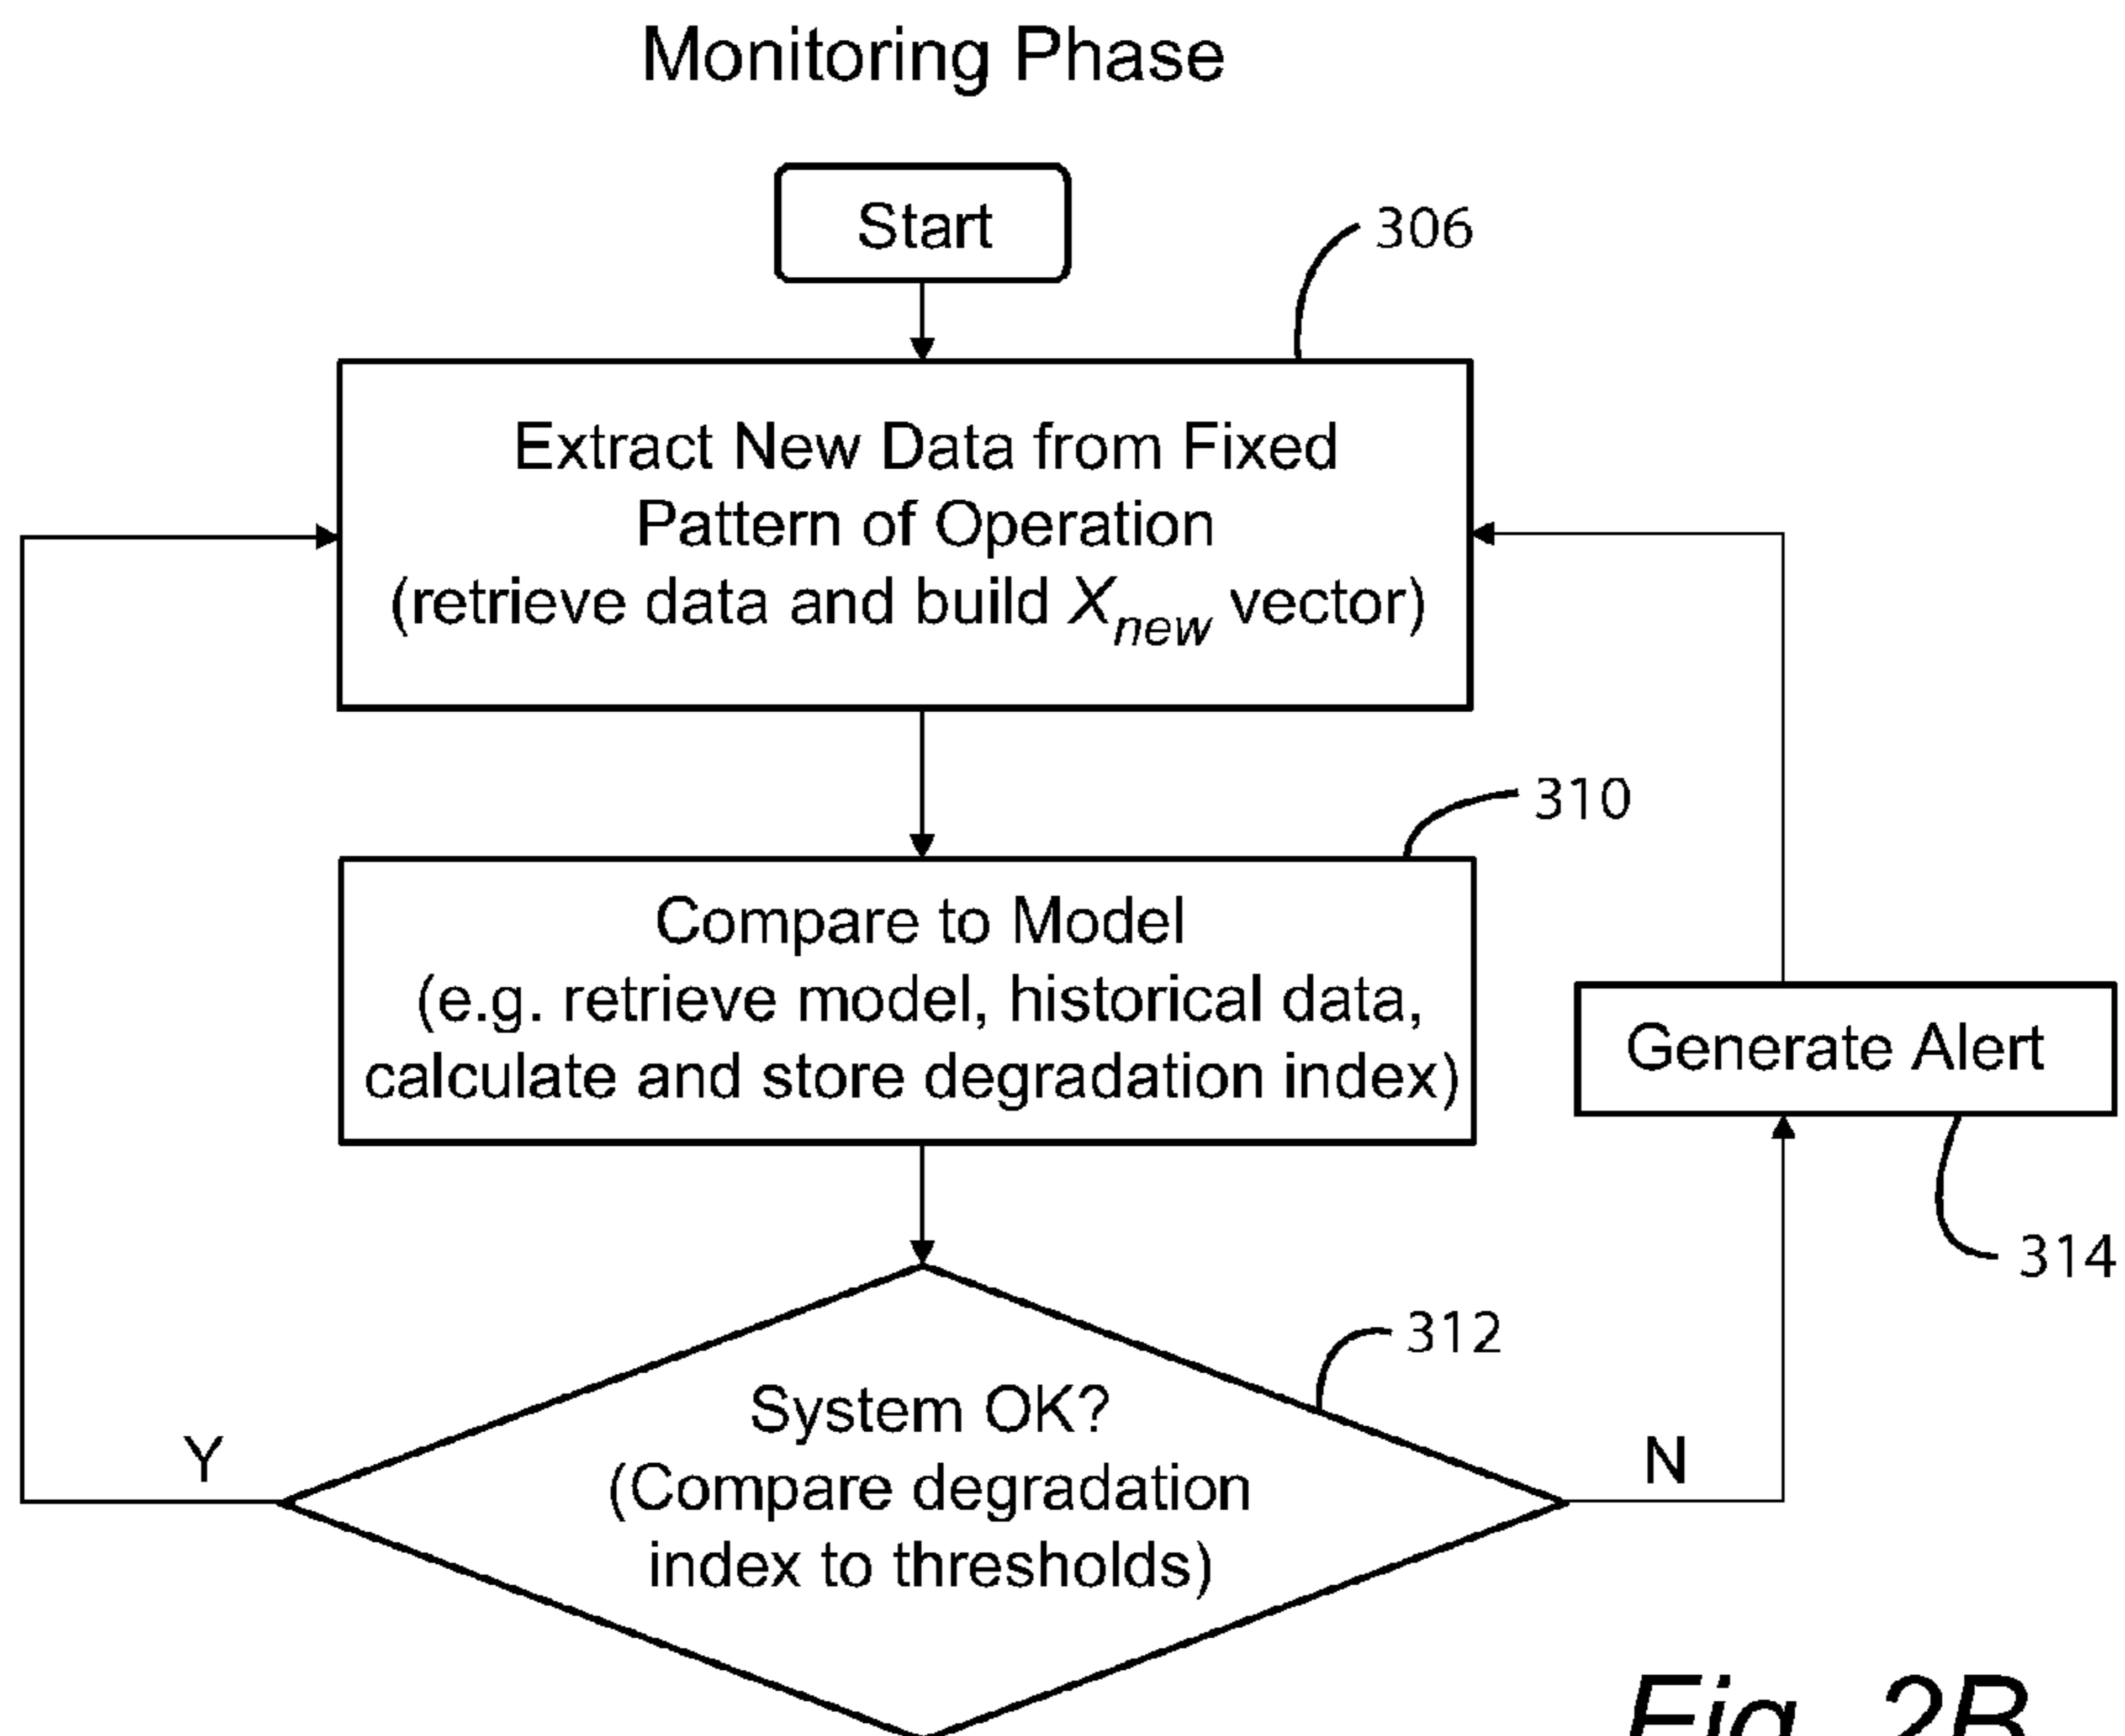 Monitoring Phase
Start
306
Extract New Data from Fixed
Pattern of Operation
(retrieve data and build Xnew vector)
310
Compare to Model
(e.g. retrieve model, historical data,
calculate and store degradation index)
Generate Alert
314
312
System OK?
(Compare degradation
index to thresholds)
Y
N
Fig. 2B